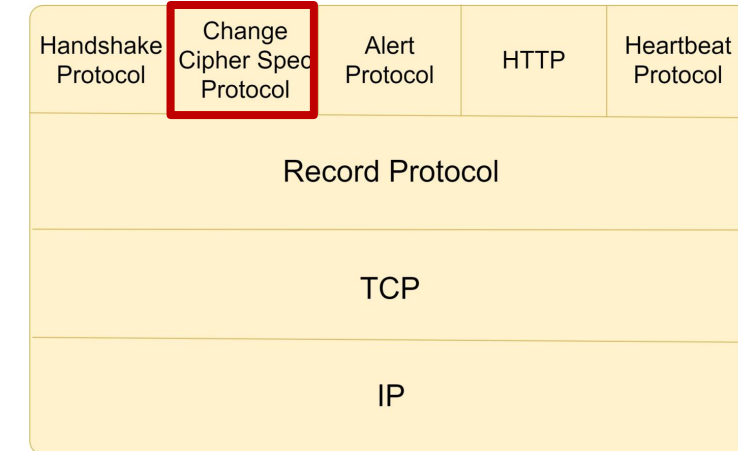 Handshake
Protocol
Change
Cipher Spec
Protocol
Alert
Protocol
HTTP
Heartbeat
Protocol
Record Protocol
TCP
IP